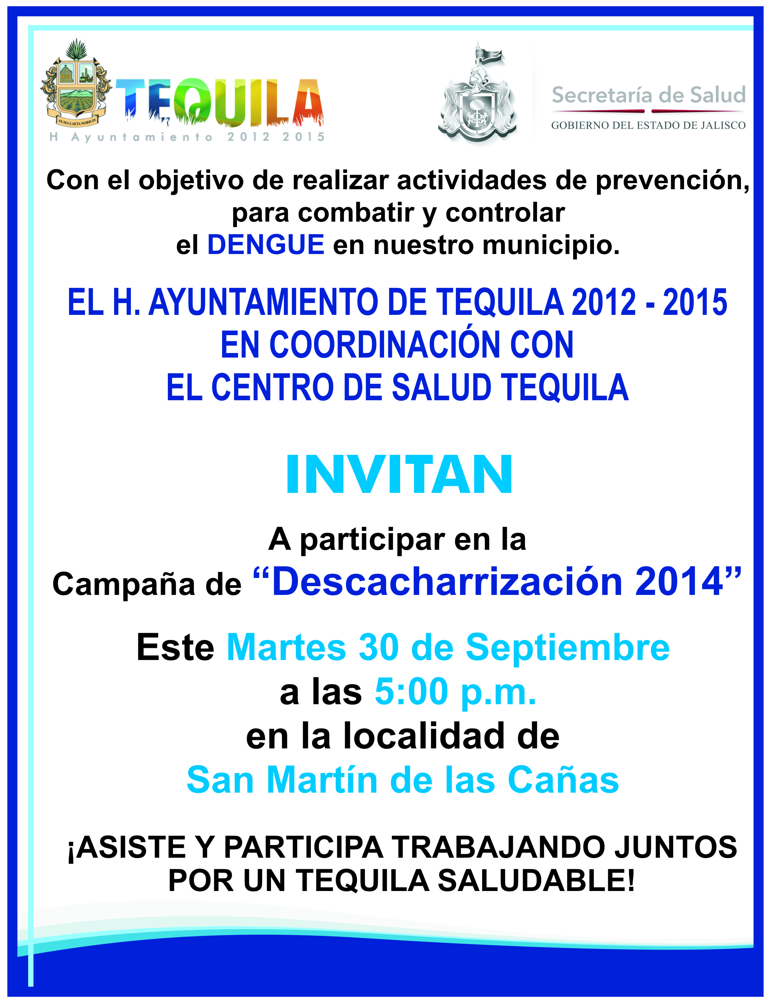 ALMA LAETA NOBILIS
TEQUILA
H Ayuntamiento 2012 2015
Secretaría de Salud
GOBIERNO DEL ESTADO DE JALISCO
Con el objetivo de realizar actividades de prevención,
para combatir y controlar
el DENGUE en nuestro municipio.
EL H. AYUNTAMIENTO DE TEQUILA 2012 - 2015
EN COORDINACIÓN CON
EL CENTRO DE SALUD TEQUILA
INVITAN
A participar en la
Campaña de “Descacharrización 2014”
Este Martes 30 de Septiembre
a las 5:00 p.m.
en la localidad de
San Martín de las Cañas
¡ASISTE Y PARTICIPA TRABAJANDO JUNTOS
POR UN TEQUILA SALUDABLE!